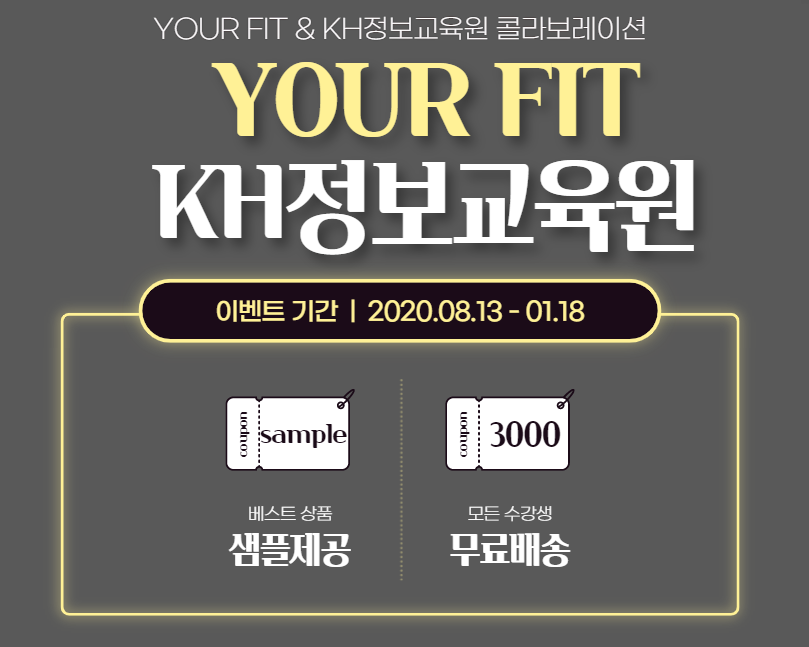 YOUR FIT & KH정보교육원 콜라보레이션
YOUR FIT
KH정보교육원
이벤트 기간 | 2020.08.13 - 01.18
coupon
sample
coupon
3000
베스트 상품
샘플제공
모든 수강생
무료배송